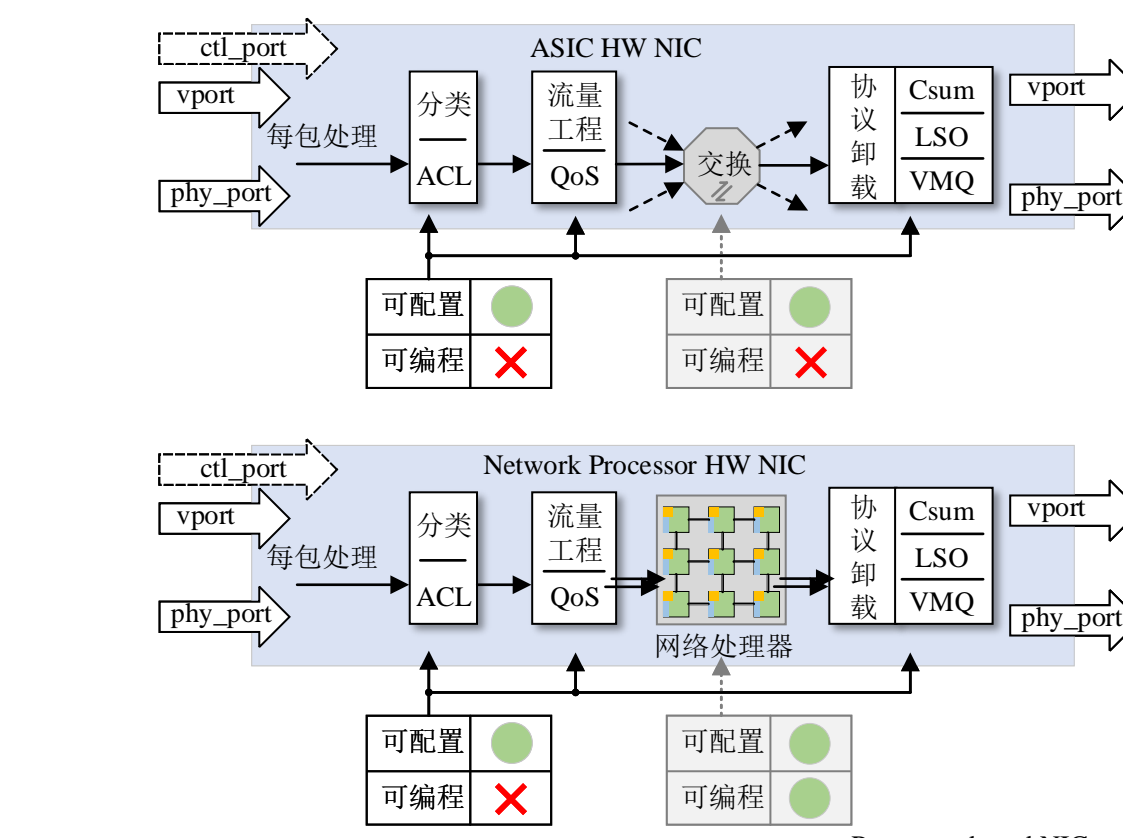 ASIC HW NIC
ctl_port
vport
每包处理
phy_port
分类
ACL
流量
工程
QoS
交换
协
议
卸
载
Csum
LSO
VMQ
vport
phy_port
可配置
可编程
可配置
可编程
Network Processor HW NIC
ctl_port
vport
每包处理
phy_port
分类
ACL
流量
工程
QoS
网络处理器
协
议
卸
载
Csum
LSO
VMQ
vport
phy_port
可配置
可编程
可配置
可编程